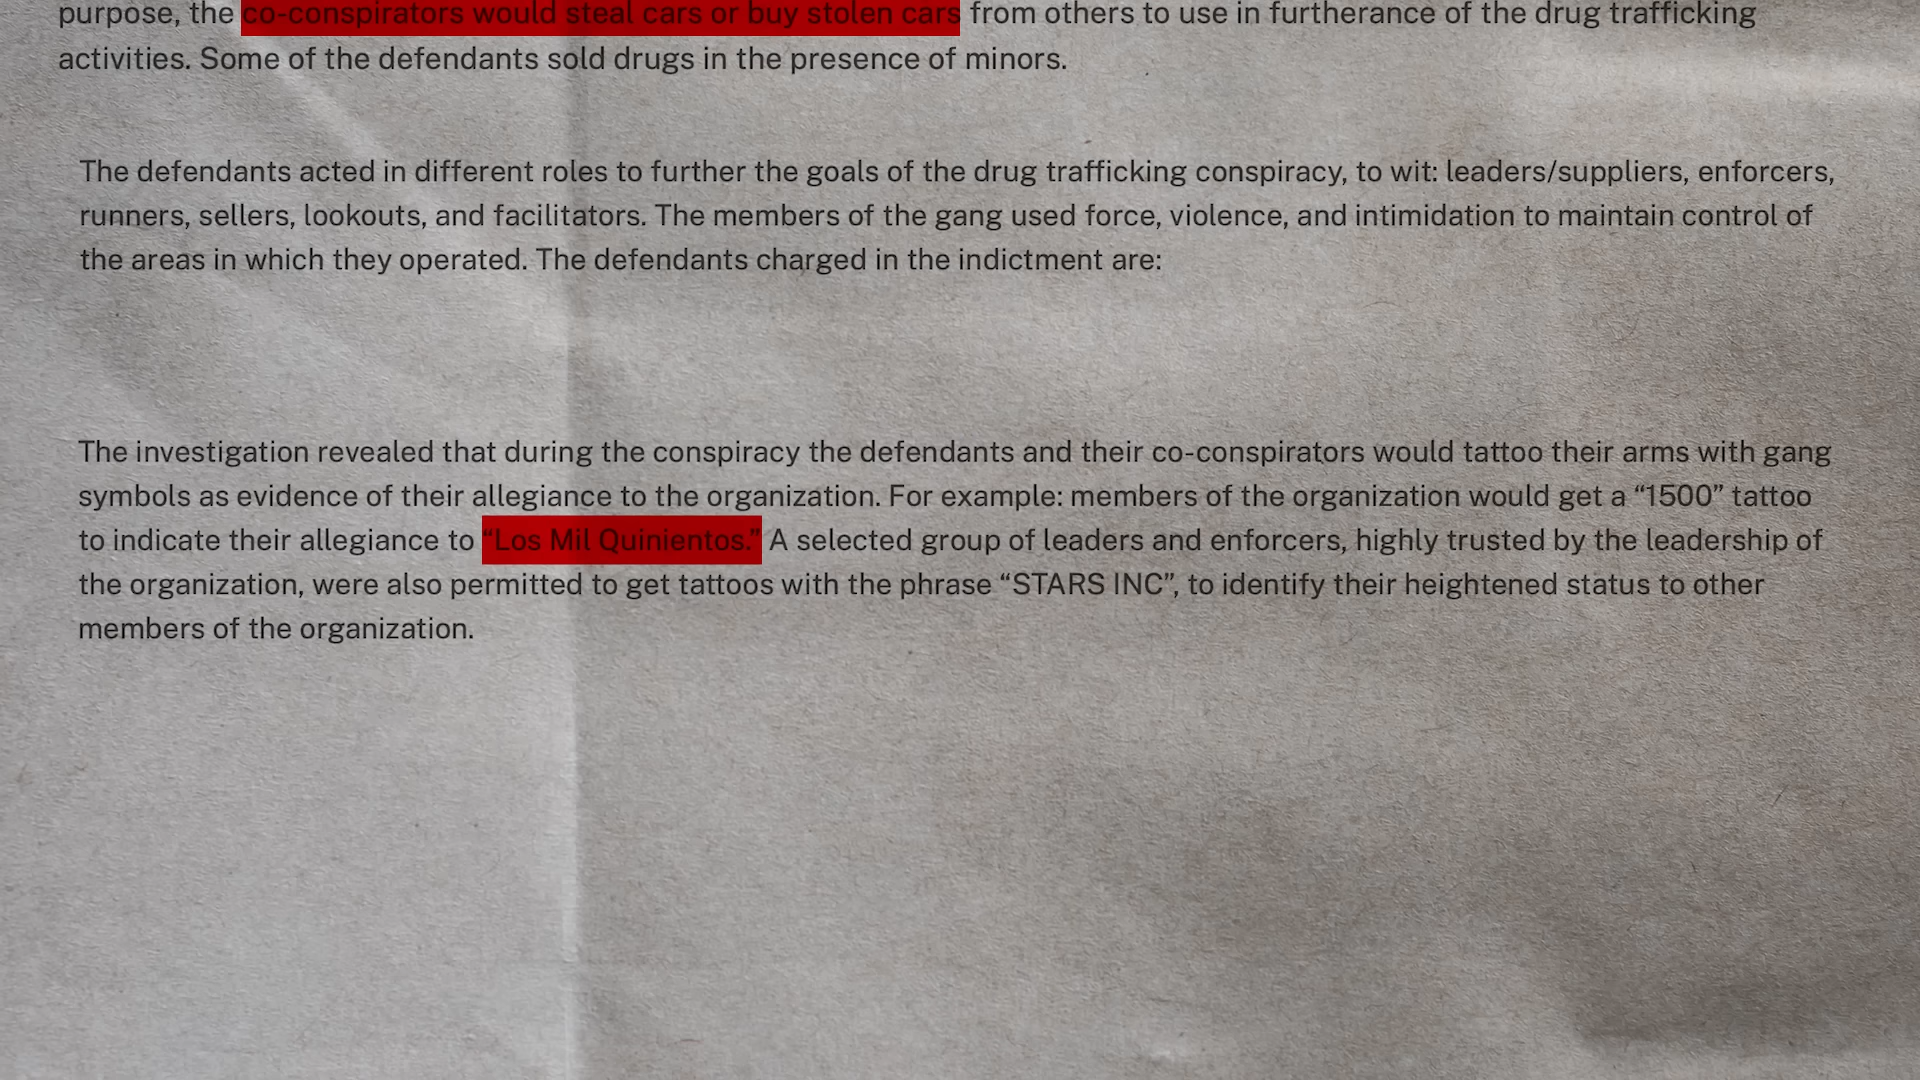 purpose, the co-conspirators would steal cars or buy stolen cars from others to use in furtherance of the drug trafficking
activities. Some of the defendants sold drugs in the presence of minors.
The defendants acted in different roles to further the goals of the drug trafficking conspiracy, to wit: leaders/suppliers, enforcers,
runners, sellers, lookouts, and facilitators. The members of the gang used force, violence, and intimidation to maintain control of
the areas in which they operated. The defendants charged in the indictment are:
The investigation revealed that during the conspiracy the defendants and their co-conspirators would tattoo their arms with gang
symbols as evidence of their allegiance to the organization. For example: members of the organization would get a “1500” tattoo
to indicate their allegiance to “Los Mil Quinientos.” A selected group of leaders and enforcers, highly trusted by the leadership of
the organization, were also permitted to get tattoos with the phrase “STARS INC”, to identify their heightened status to other
members of the organization.